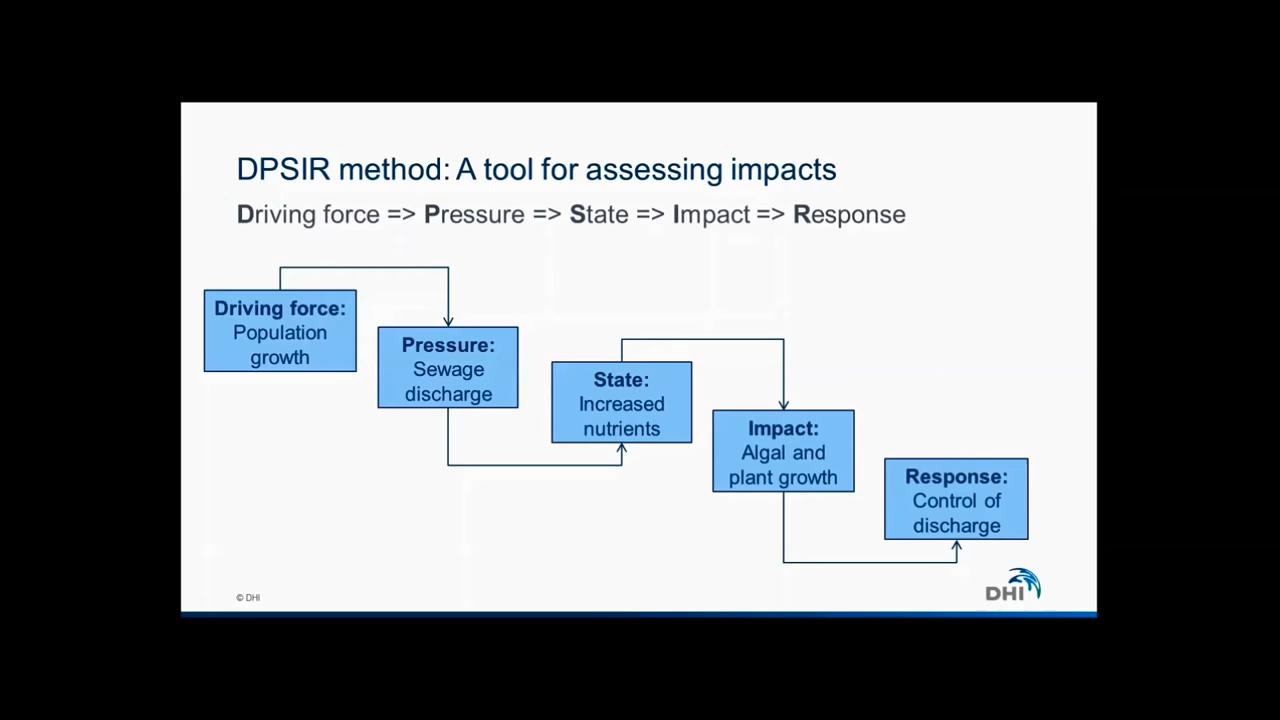 DPSIR method: A tool for assessing impacts
Driving force => Pressure => State => Impact => Response
Driving force:
Population
growth
Pressure:
Sewage
discharge
State:
Increased
nutrients
Impact:
Algal and
plant growth
Response:
Control of
discharge
© DHI
DHI